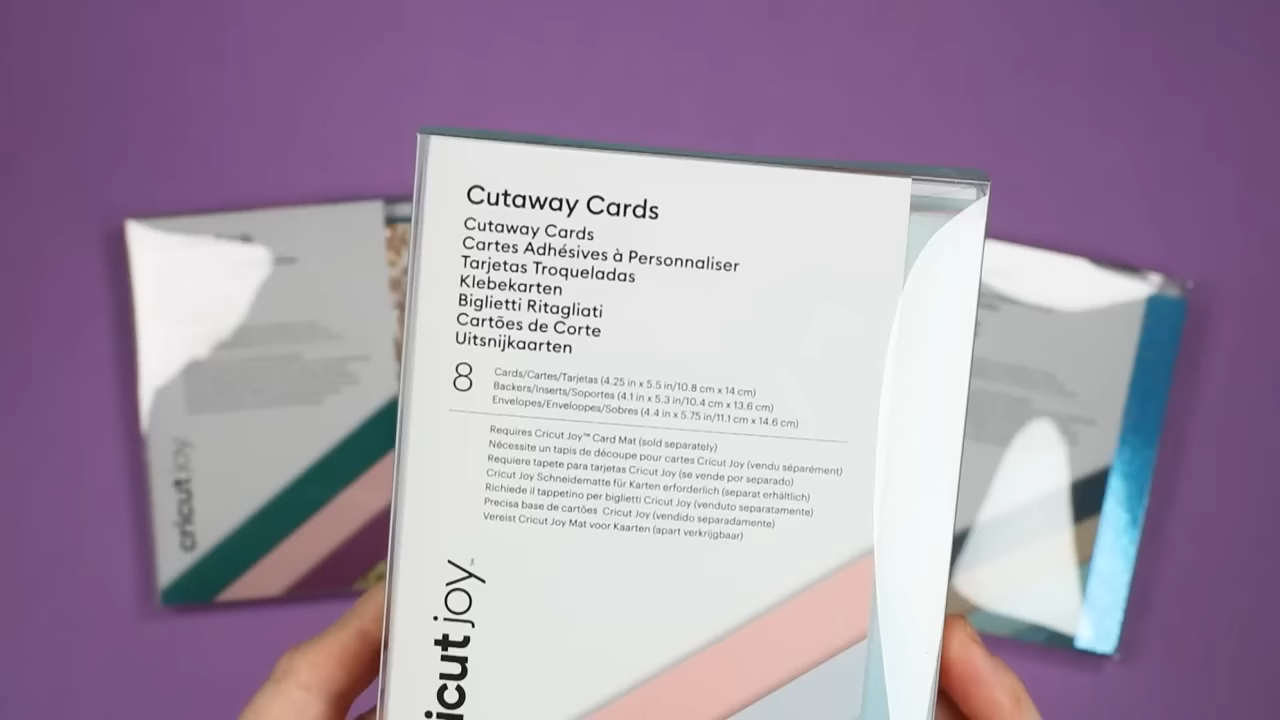 Cutaway Cards
Cutaway Cards
Cartes Adhésives à Personnaliser
Tarjetas Troqueladas
Klebekarten
Biglietti Ritagliati
Cartões de Corte
Uitsnijkaarten
8
Cards/Cartes/Tarjetas (4.25 in x 5.5 in/10.8 cm x 14 cm)
Backers/Inserts/Soportes (4.1 in x 5.3 in/10.4 cm x 13.6 cm)
Envelopes/Enveloppes/Sobres (4.4 in x 5.75 in/11.1 cm x 14.6 cm)
Requires Cricut Joy™ Card Mat (sold separately)
Nécessite un tapis de découpe pour cartes Cricut Joy (vendu séparément)
Requiere tapete para tarjetas Cricut Joy (se vende por separado)
Cricut Joy Schneidematte für Karten erforderlich (separat erhältlich)
Richiede il tappetino per biglietti Cricut Joy (venduto separatamente)
Precisa base de cartões Cricut Joy (vendido separadamente)
Vereist Cricut Joy Mat voor Kaarten (apart verkrijgbaar)
icut joy™
cricut joy